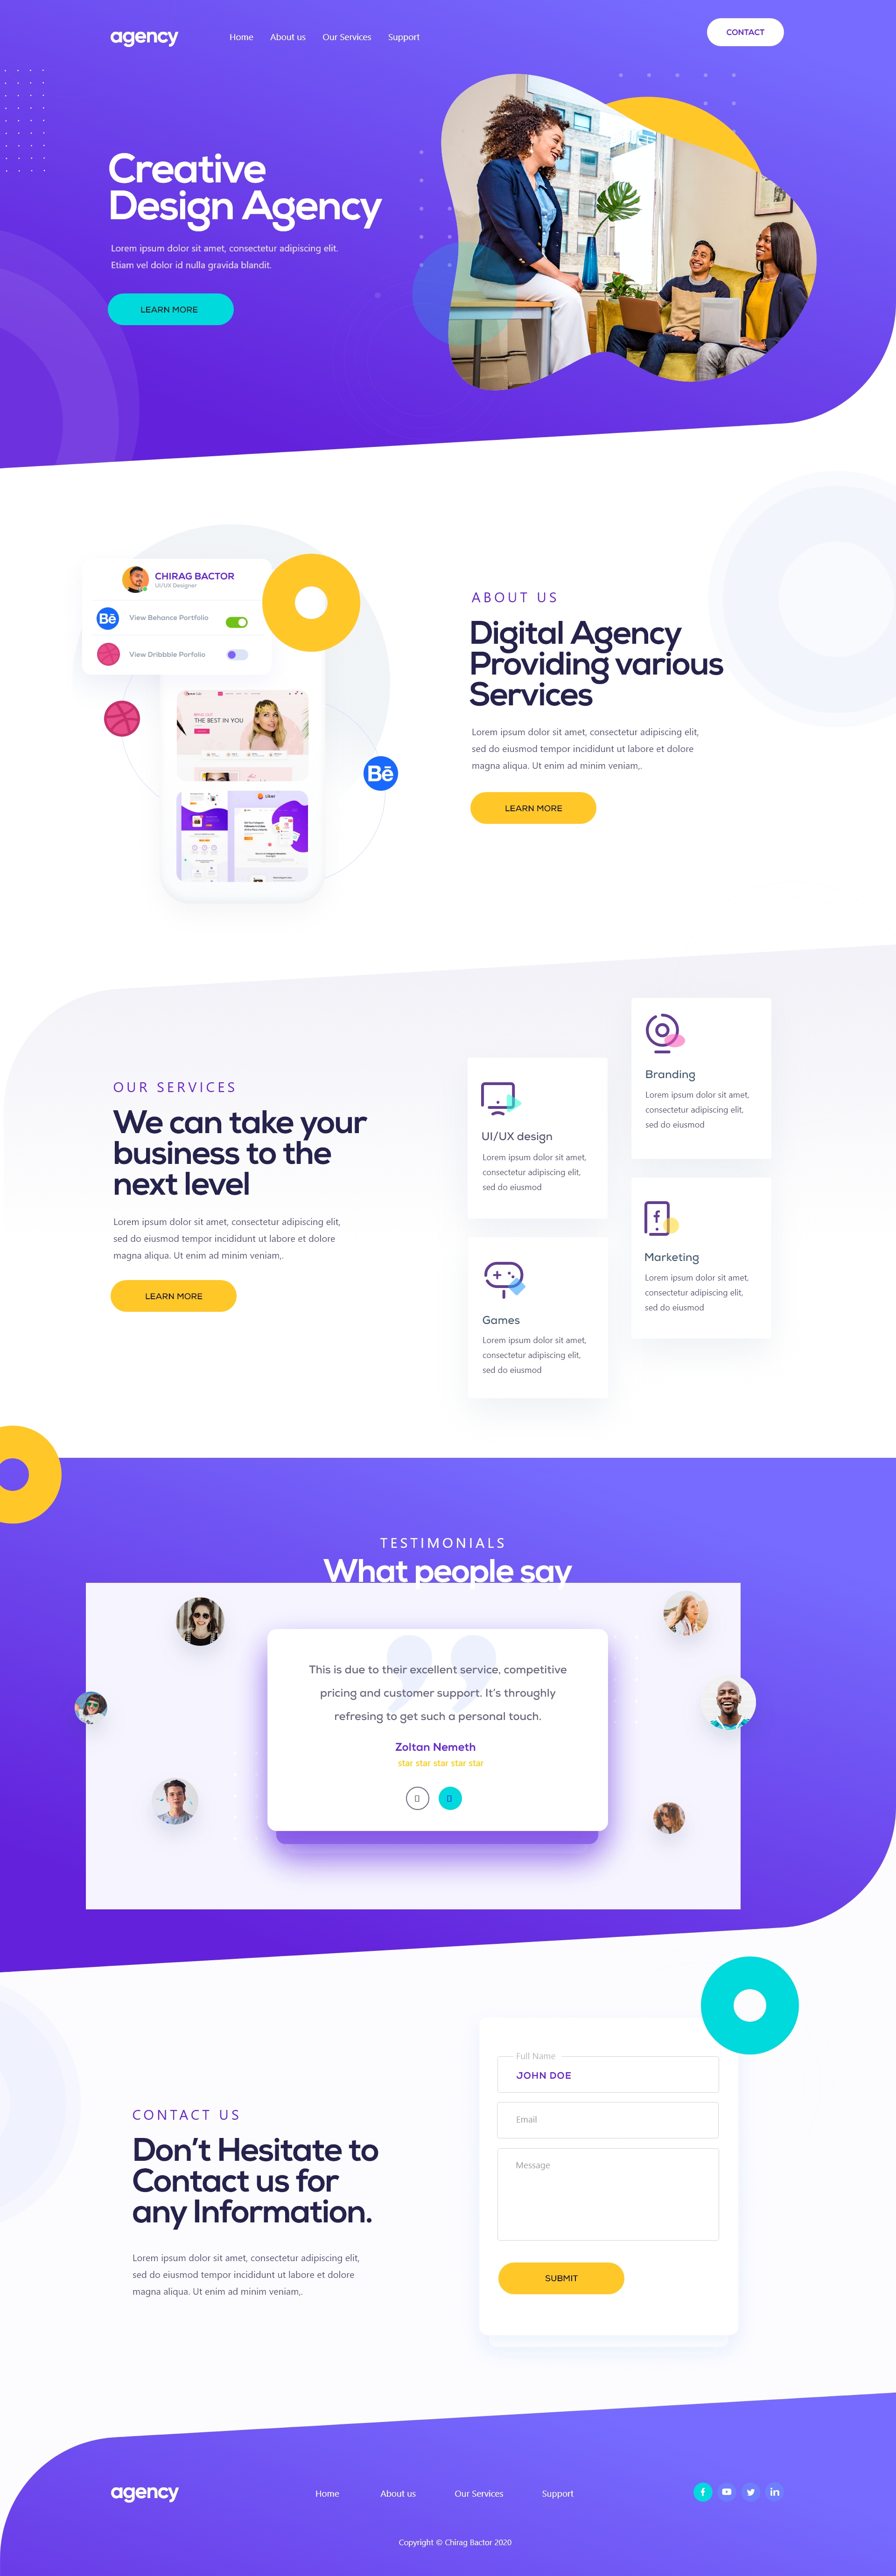 agency
Home About us Our Services Support
CONTACT
Creative
Design Agency
Lorem ipsum dolor sit amet, consectetur adipiscing elit.
Etiam vel dolor id nulla gravida blandit.
LEARN MORE
CHIRAG BACTOR
UI/UX Designer
Bē
View Behance Portfolio
View Dribbble Porfolio
THE BEST IN YOU
Bē
ABOUT US
Digital Agency
Providing various
Services
Lorem ipsum dolor sit amet, consectetur adipiscing elit,
sed do eiusmod tempor incididunt ut labore et dolore
magna aliqua. Ut enim ad minim veniam,.
LEARN MORE
OUR SERVICES
We can take your
business to the
next level
Lorem ipsum dolor sit amet, consectetur adipiscing elit,
sed do eiusmod tempor incididunt ut labore et dolore
magna aliqua. Ut enim ad minim veniam,.
LEARN MORE
UI/UX design
Lorem ipsum dolor sit amet,
consectetur adipiscing elit,
sed do eiusmod
Games
Lorem ipsum dolor sit amet,
consectetur adipiscing elit,
sed do eiusmod
Branding
Lorem ipsum dolor sit amet,
consectetur adipiscing elit,
sed do eiusmod
Marketing
Lorem ipsum dolor sit amet,
consectetur adipiscing elit,
sed do eiusmod
TESTIMONIALS
What people say
This is due to their excellent service, competitive
pricing and customer support. It's throughly
refresing to get such a personal touch.
Zoltan Nemeth
star star star star star
CONTACT US
Don't Hesitate to
Contact us for
any Information.
Lorem ipsum dolor sit amet, consectetur adipiscing elit,
sed do eiusmod tempor incididunt ut labore et dolore
magna aliqua. Ut enim ad minim veniam,.
Full Name
JOHN DOE
Email
Message
SUBMIT
agency
Home About us Our Services Support
Copyright © Chirag Bactor 2020